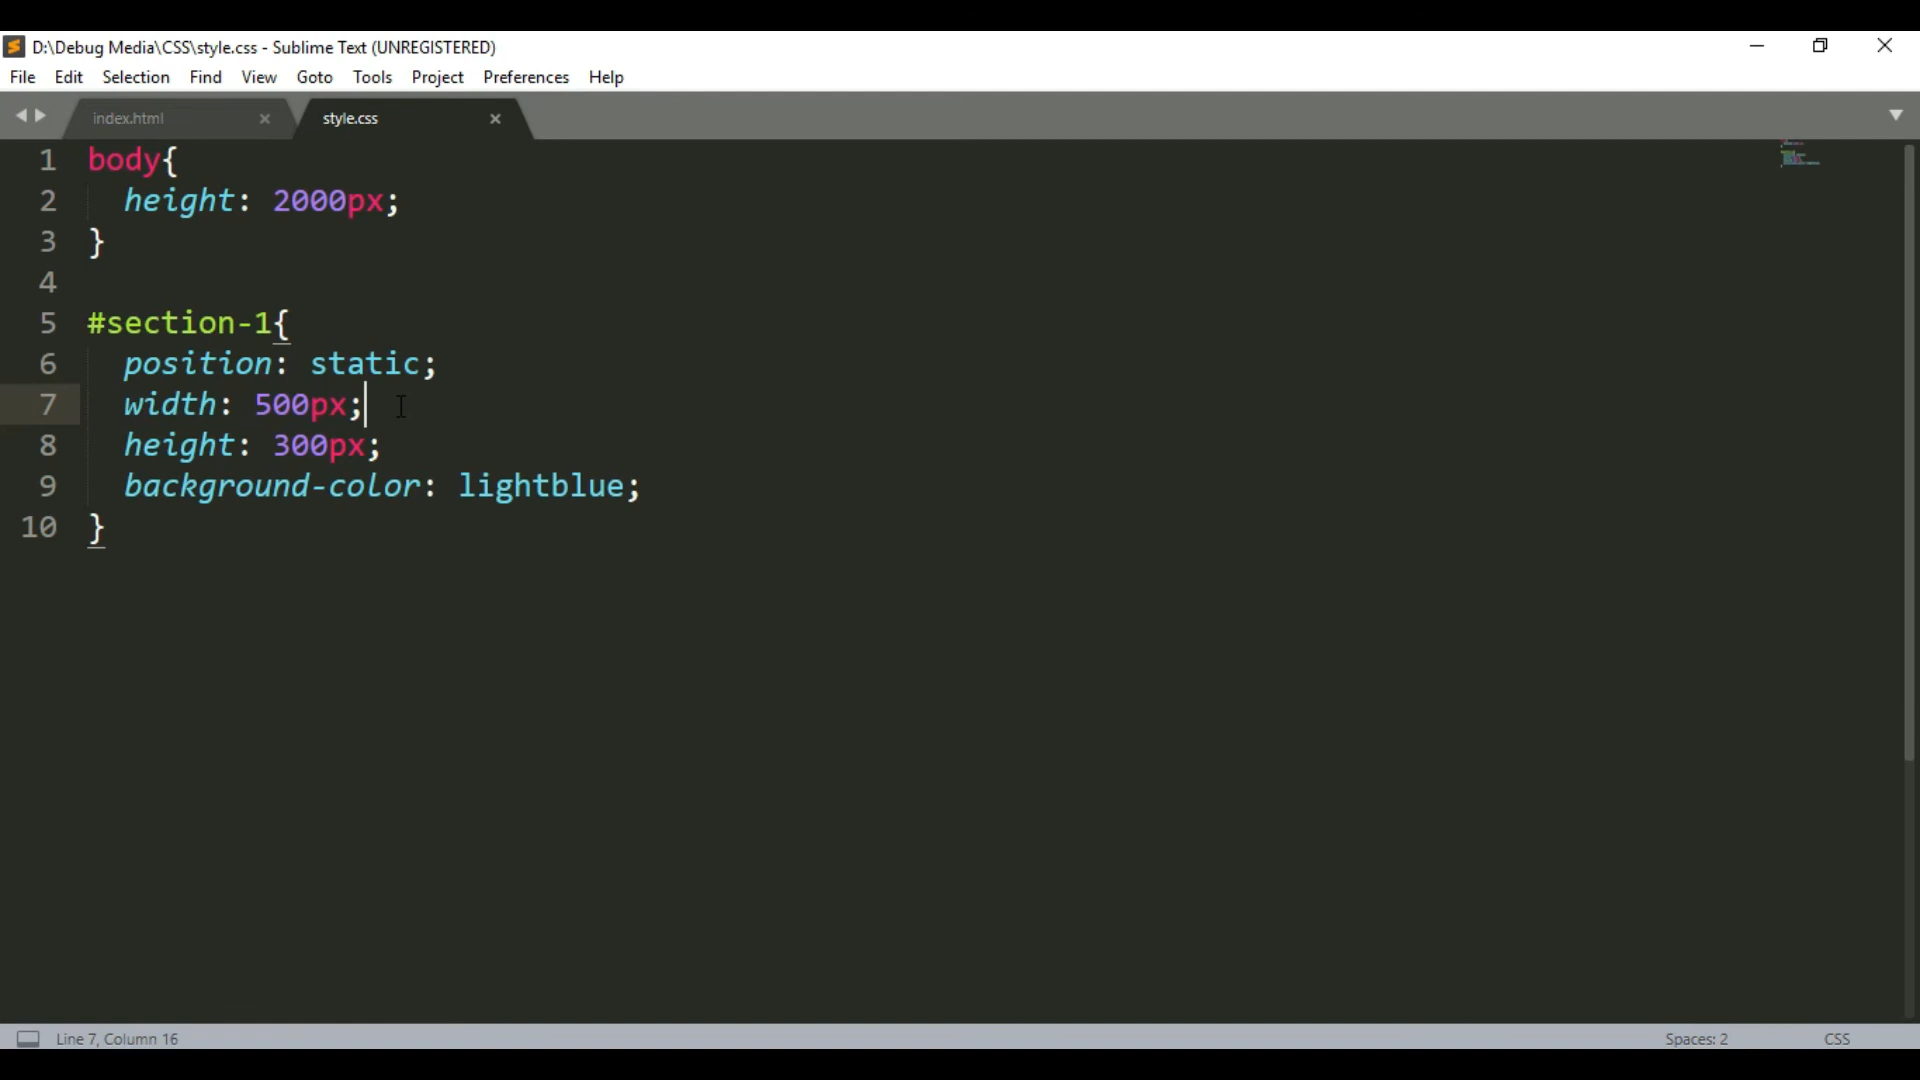 D:\Debug Media\CSS\style.css - Sublime Text (UNREGISTERED)
File Edit Selection Find View Goto Tools Project Preferences Help
index.html style.css
1 body{
2   height: 2000px;
3 }
4
5 #section-1{
6   position: static;
7   width: 500px;
8   height: 300px;
9   background-color: lightblue;
10 }
Line 7, Column 16 Spaces: 2 CSS